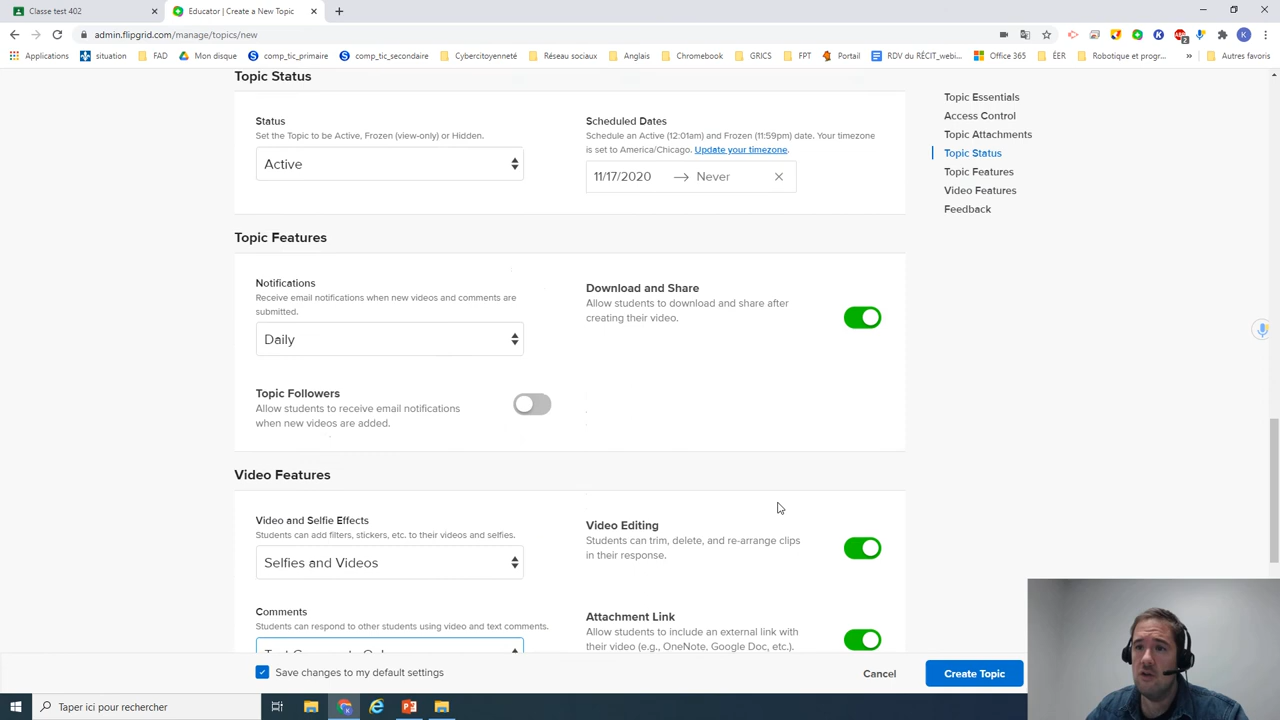 Classe test 402
Educator | Create a New Topic
admin.flipgrid.com/manage/topics/new
Applications
situation
FAD
Mon disque
comp_tic_primaire
comp_tic_secondaire
Cybercitoyenneté
Réseau sociaux
Anglais
Chromebook
GRICS
FPT
Portail
RDV du RÉCIT_webi...
Office 365
ÉER
Robotique et progr...
»
Autres favoris
Topic Status
Status
Set the Topic to be Active, Frozen (view-only) or Hidden.
Active
Scheduled Dates
Schedule an Active (12:01am) and Frozen (11:59pm) date. Your timezone
is set to America/Chicago. Update your timezone.
11/17/2020 → Never
Topic Features
Notifications
Receive email notifications when new videos and comments are
submitted.
Daily
Download and Share
Allow students to download and share after
creating their video.
Topic Followers
Allow students to receive email notifications
when new videos are added.
Video Features
Video and Selfie Effects
Students can add filters, stickers, etc. to their videos and selfies.
Selfies and Videos
Video Editing
Students can trim, delete, and re-arrange clips
in their response.
Comments
Students can respond to other students using video and text comments.
Text Comments Only
Attachment Link
Allow students to include an external link with
their video (e.g., OneNote, Google Doc, etc.).
Topic Essentials
Access Control
Topic Attachments
Topic Status
Topic Features
Video Features
Feedback
Save changes to my default settings
Cancel
Create Topic
Taper ici pour rechercher